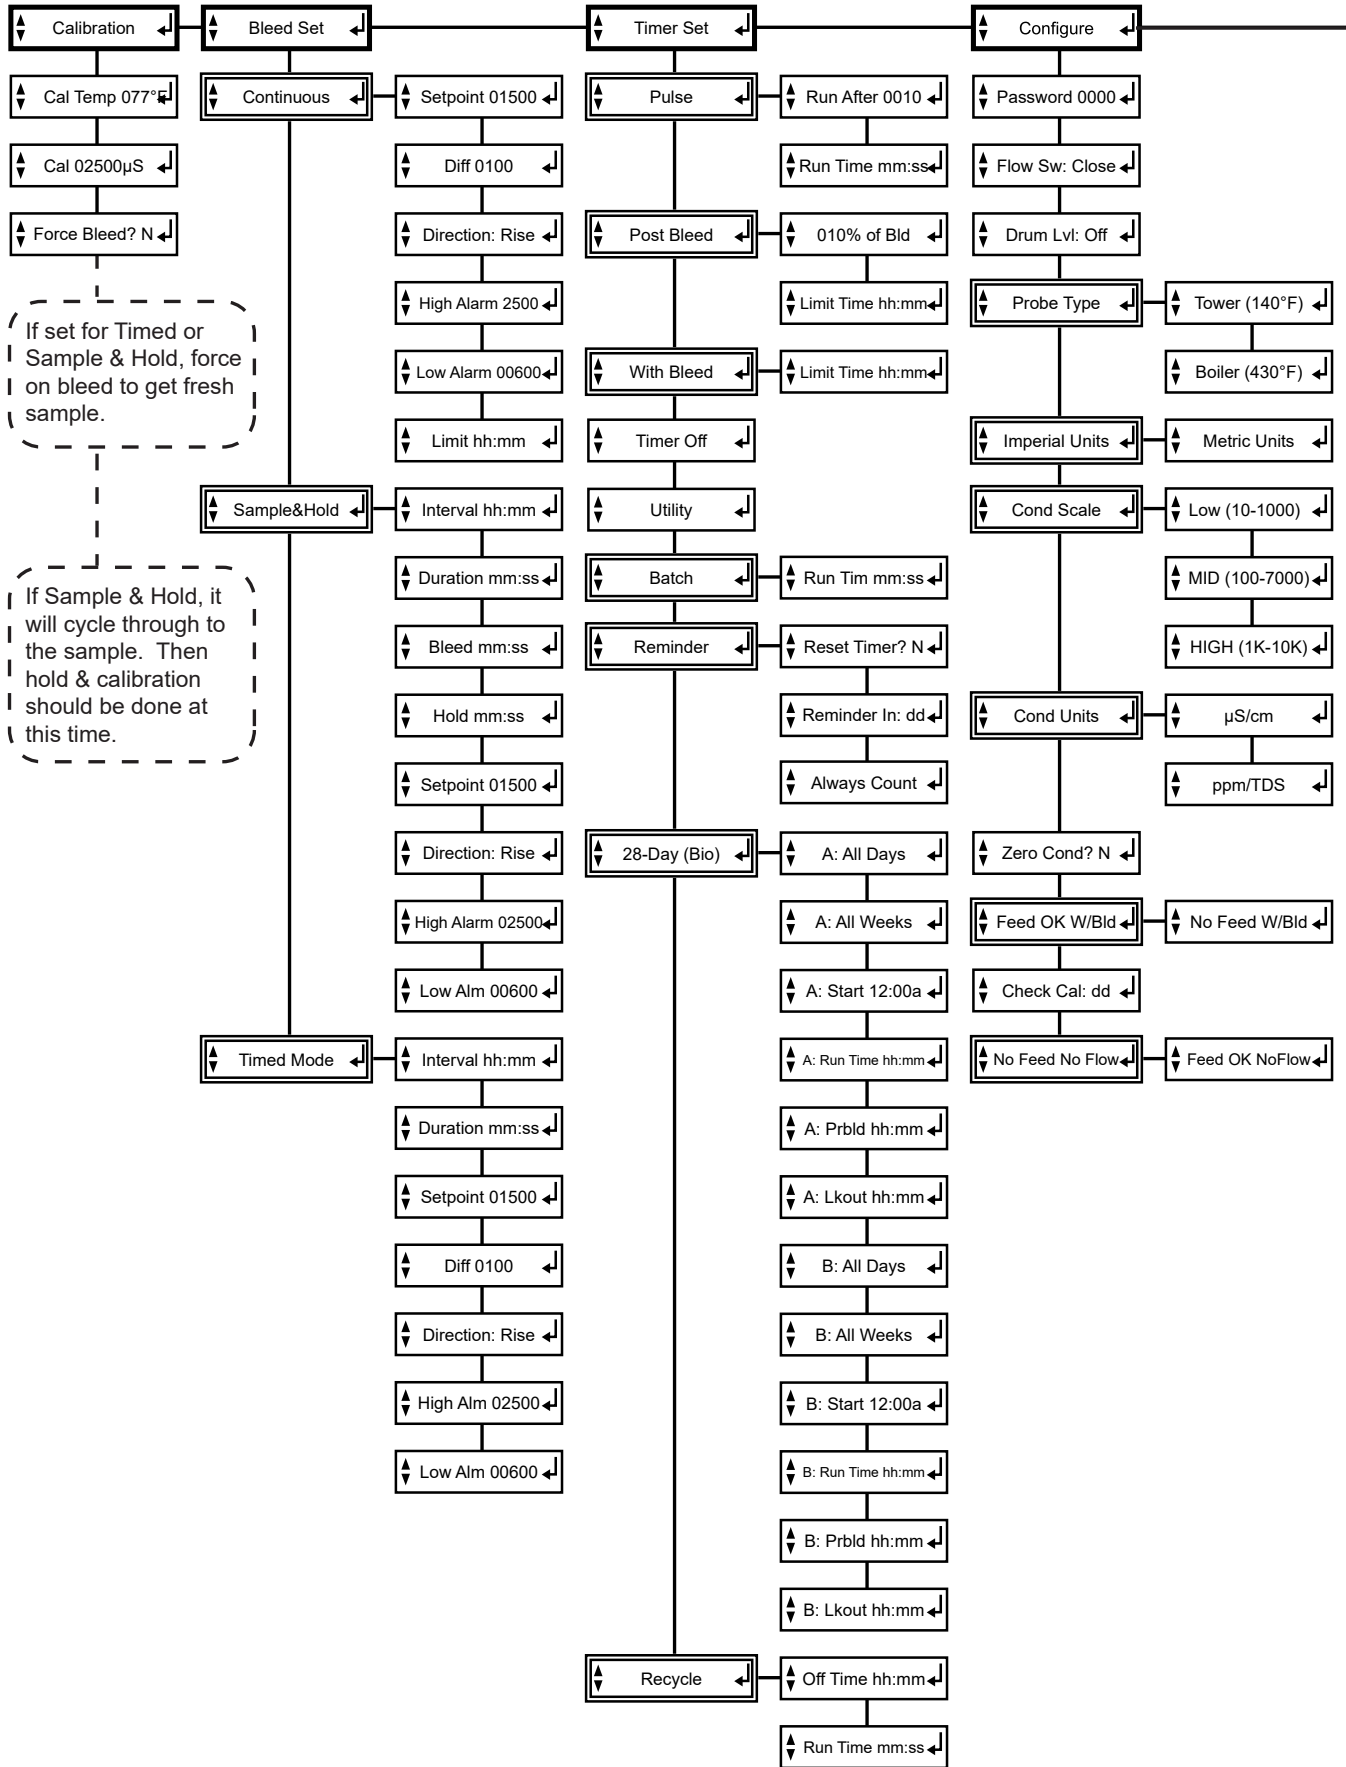 Calibration
Cal Temp 077°F
Cal 02500µS
Force Bleed? N
If set for Timed or
Sample & Hold, force
on bleed to get fresh
sample.
If Sample & Hold, it
will cycle through to
the sample. Then
hold & calibration
should be done at
this time.
Bleed Set
Continuous
Setpoint 01500
Diff 0100
Direction: Rise
High Alarm 2500
Low Alarm 00600
Limit hh:mm
Sample&Hold
Interval hh:mm
Duration mm:ss
Bleed mm:ss
Hold mm:ss
Setpoint 01500
Direction: Rise
High Alarm 02500
Low Alm 00600
Timed Mode
Interval hh:mm
Duration mm:ss
Setpoint 01500
Diff 0100
Direction: Rise
High Alm 02500
Low Alm 00600
Timer Set
Pulse
Run After 0010
Run Time mm:ss
Post Bleed
010% of Bld
Limit Time hh:mm
With Bleed
Limit Time hh:mm
Timer Off
Utility
Batch
Run Tim mm:ss
Reminder
Reset Timer? N
Reminder In: dd
Always Count
28-Day (Bio)
A: All Days
A: All Weeks
A: Start 12:00a
A: Run Time hh:mm
A: Prbld hh:mm
A: Lkout hh:mm
B: All Days
B: All Weeks
B: Start 12:00a
B: Run Time hh:mm
B: Prbld hh:mm
B: Lkout hh:mm
Recycle
Off Time hh:mm
Run Time mm:ss
Configure
Password 0000
Flow Sw: Close
Drum Lvl: Off
Probe Type
Tower (140°F)
Boiler (430°F)
Imperial Units
Metric Units
Cond Scale
Low (10-1000)
MID (100-7000)
HIGH (1K-10K)
Cond Units
µS/cm
ppm/TDS
Zero Cond? N
Feed OK W/Bld
No Feed W/Bld
Check Cal: dd
No Feed No Flow
Feed OK NoFlow